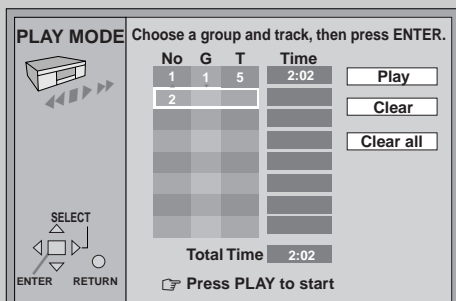 PLAY MODE
Choose a group and track, then press ENTER.
No G T Time
1 1 5 2:02
2
Play
Clear
Clear all
SELECT
ENTER RETURN
Total Time 2:02
☞ Press PLAY to start